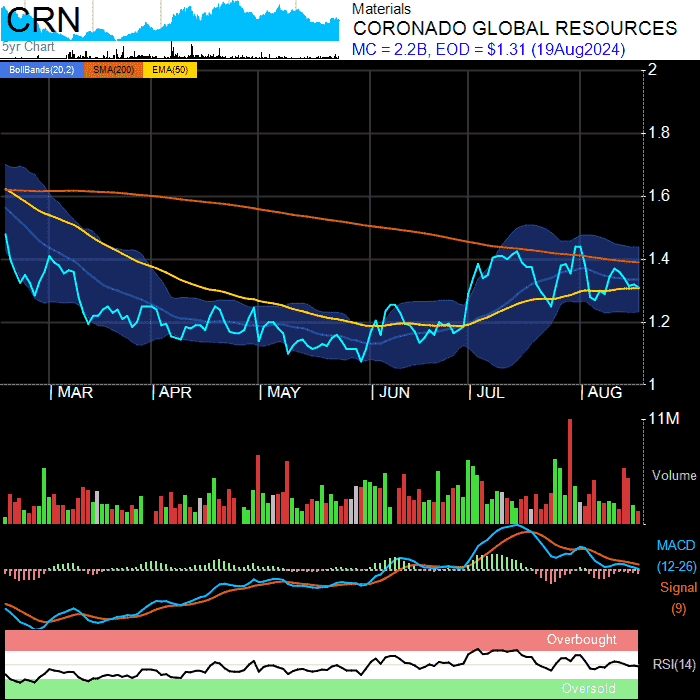 CRN
5yr Chart
Materials
CORONADO GLOBAL RESOURCES
MC = 2.2B, EOD = $1.31 (19Aug2024)
BollBands(20,2) SMA(200) EMA(50)
2
1.8
1.6
1.4
1.2
1
MAR APR MAY JUN JUL AUG
11M
Volume
MACD
(12-26)
Signal
(9)
Overbought
RSI(14)
Oversold